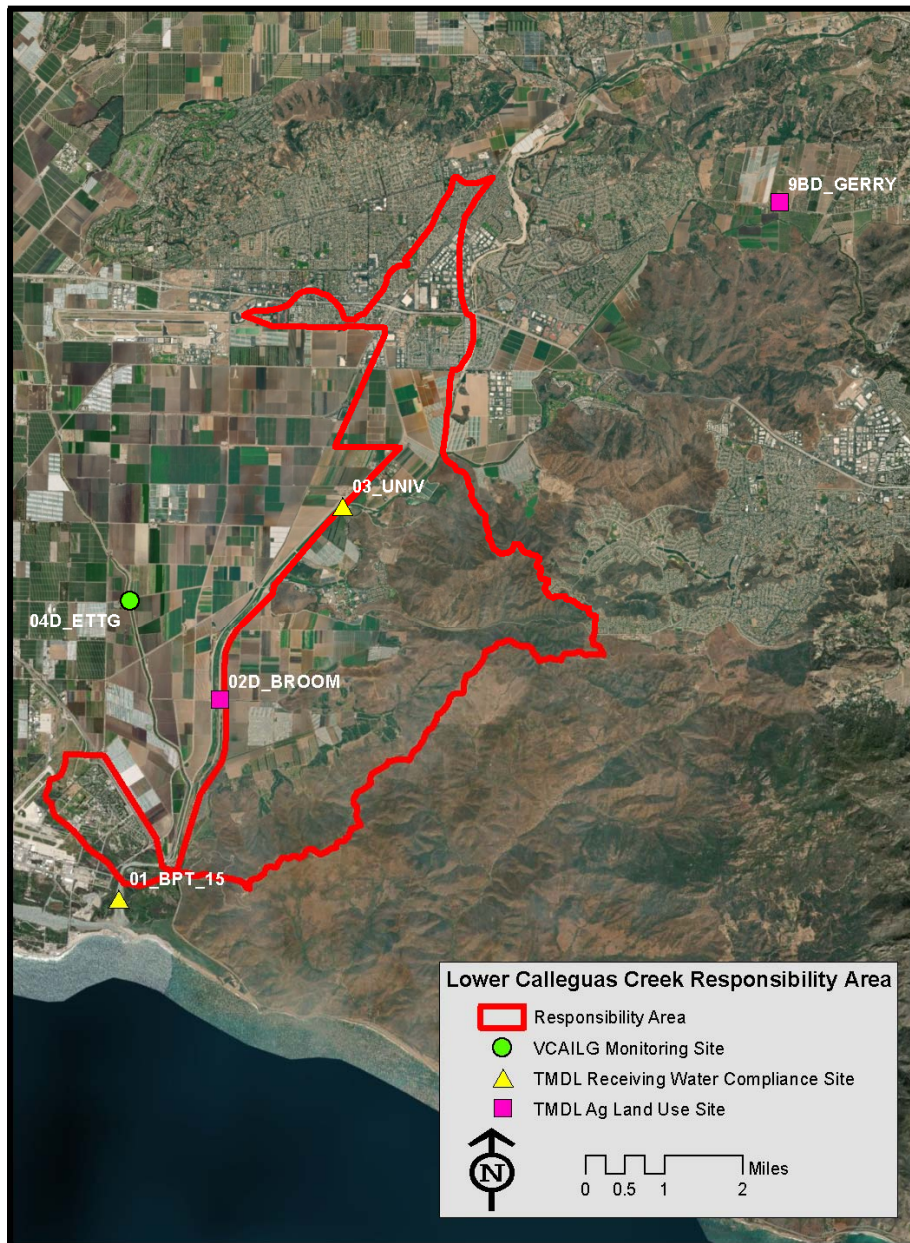 9BD_GERRY
03_UNIV
04D_ETTG
02D_BROOM
01_BPT_15
Lower Calleguas Creek Responsibility Area
Responsibility Area
VCAILG Monitoring Site
TMDL Receiving Water Compliance Site
TMDL Ag Land Use Site
N
Miles
0 0.5 1 2